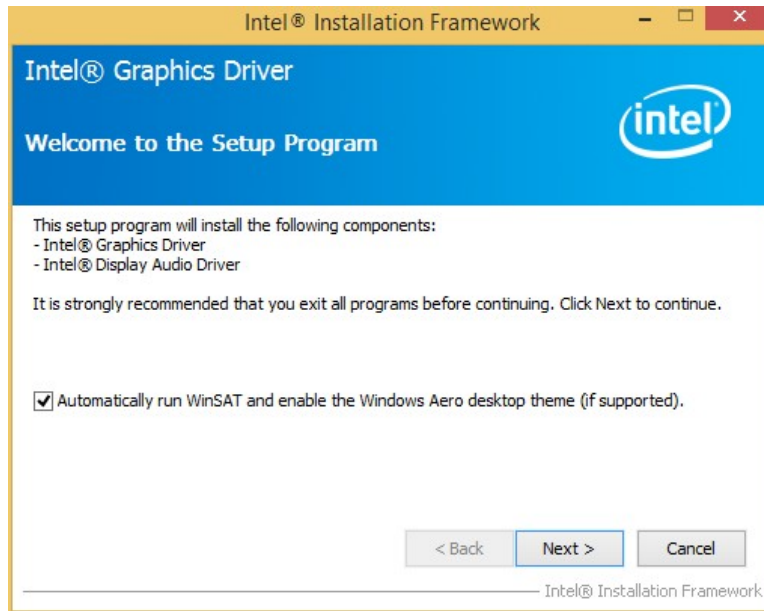 Intel® Installation Framework
Intel® Graphics Driver
intel
Welcome to the Setup Program
This setup program will install the following components:
- Intel® Graphics Driver
- Intel® Display Audio Driver
It is strongly recommended that you exit all programs before continuing. Click Next to continue.
Automatically run WinSAT and enable the Windows Aero desktop theme (if supported).
< Back Next > Cancel
Intel® Installation Framework